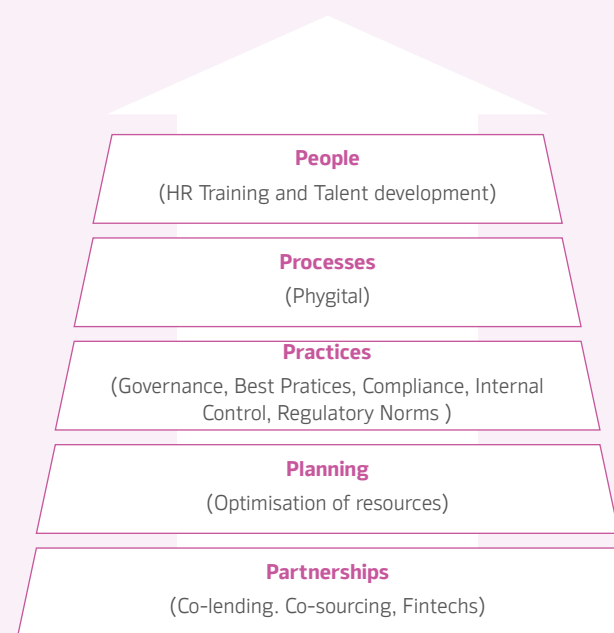 People
(HR Training and Talent development)
Processes
(Phygital)
Practices
(Governance, Best Pratices, Compliance, Internal
Control, Regulatory Norms )
Planning
(Optimisation of resources)
Partnerships
(Co-lending. Co-sourcing, Fintechs)